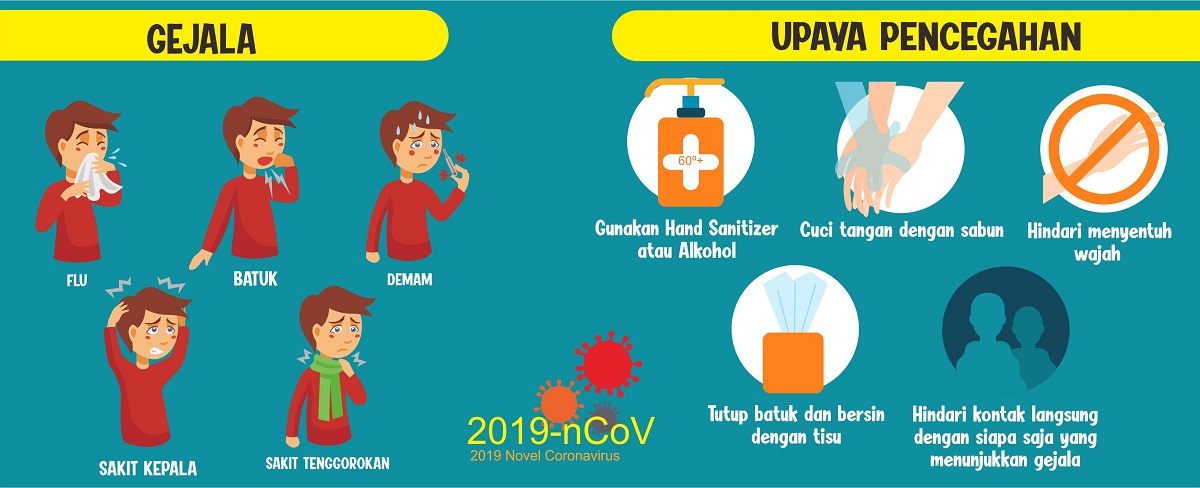 GEJALA
FLU
BATUK
DEMAM
SAKIT KEPALA
SAKIT TENGGOROKAN
2019-nCoV
2019 Novel Coronavirus
UPAYA PENCEGAHAN
60°+
Gunakan Hand Sanitizer
atau Alkohol
Cuci tangan dengan sabun
Hindari menyentuh
wajah
Tutup batuk dan bersin
dengan tisu
Hindari kontak langsung
dengan siapa saja yang
menunjukkan gejala